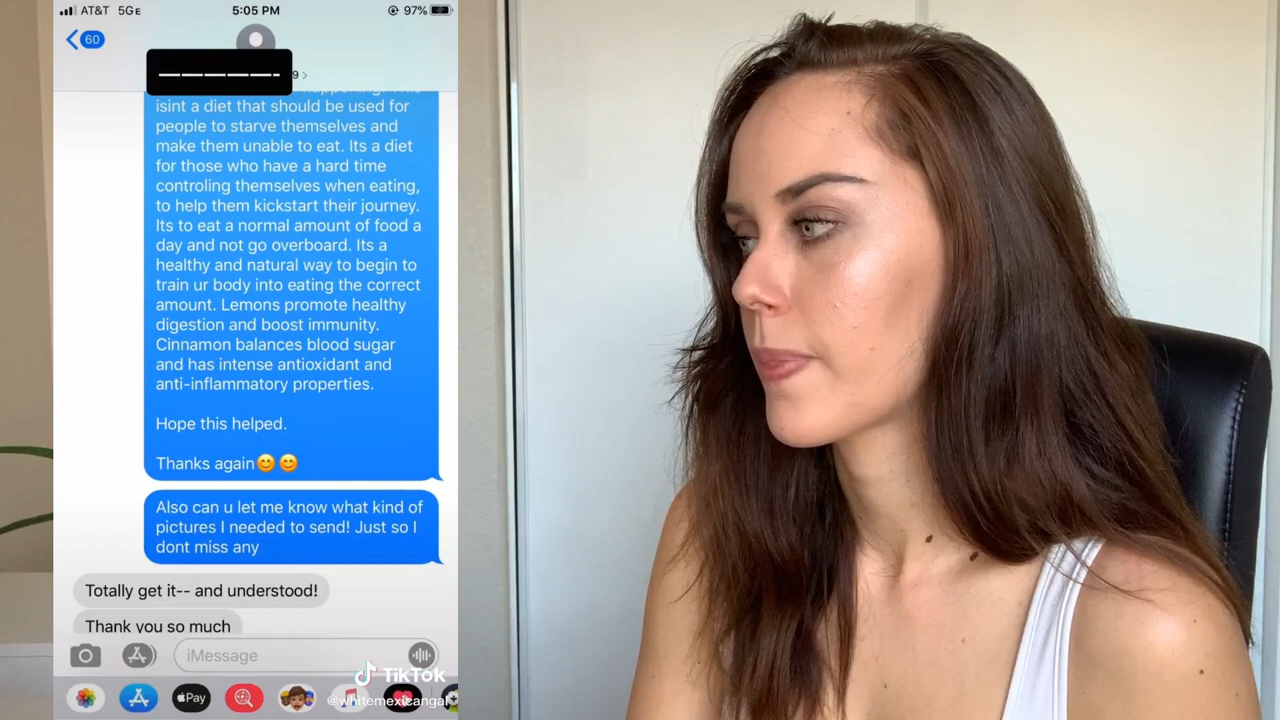 AT&T 5GE 5:05 PM 97%
60
9 >
isint a diet that should be used for
people to starve themselves and
make them unable to eat. Its a diet
for those who have a hard time
controling themselves when eating,
to help them kickstart their journey.
Its to eat a normal amount of food a
day and not go overboard. Its a
healthy and natural way to begin to
train ur body into eating the correct
amount. Lemons promote healthy
digestion and boost immunity.
Cinnamon balances blood sugar
and has intense antioxidant and
anti-inflammatory properties.
Hope this helped.
Thanks again😊 😊
Also can u let me know what kind of
pictures I needed to send! Just so I
dont miss any
Totally get it-- and understood!
Thank you so much
iMessage
TikTok
Pay
@whitemexicangal